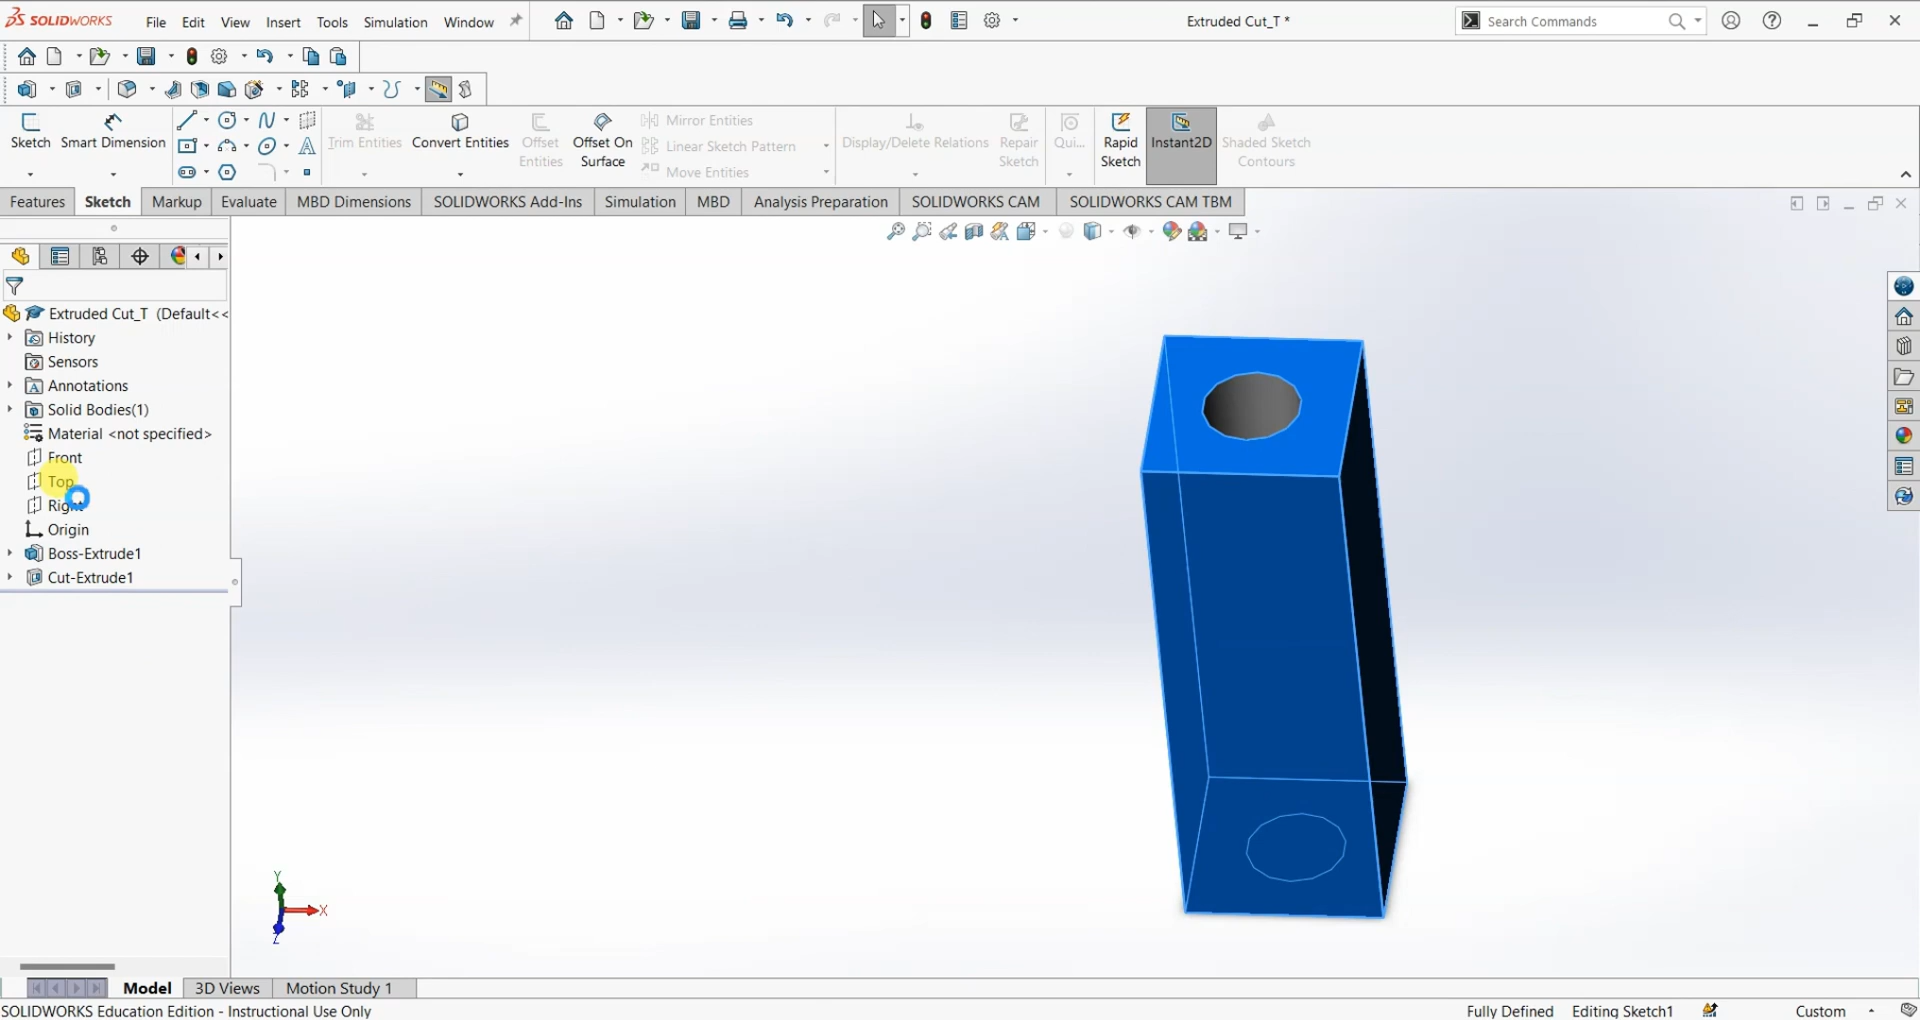 SOLIDWORKS File Edit View Insert Tools Simulation Window Extruded Cut_T * Search Commands
Sketch Smart Dimension Trim Entities Convert Entities Offset Entities Offset On Surface Mirror Entities Linear Sketch Pattern Move Entities Display/Delete Relations Repair Sketch Qui... Rapid Sketch Instant2D Shaded Sketch Contours
Features Sketch Markup Evaluate MBD Dimensions SOLIDWORKS Add-Ins Simulation MBD Analysis Preparation SOLIDWORKS CAM SOLIDWORKS CAM TBM
Extruded Cut_T (Default<<
History
Sensors
Annotations
Solid Bodies(1)
Material <not specified>
Front
Top
Right
Origin
Boss-Extrude1
Cut-Extrude1
Y
X
Z
Model 3D Views Motion Study 1
SOLIDWORKS Education Edition - Instructional Use Only Fully Defined Editing Sketch1 Custom